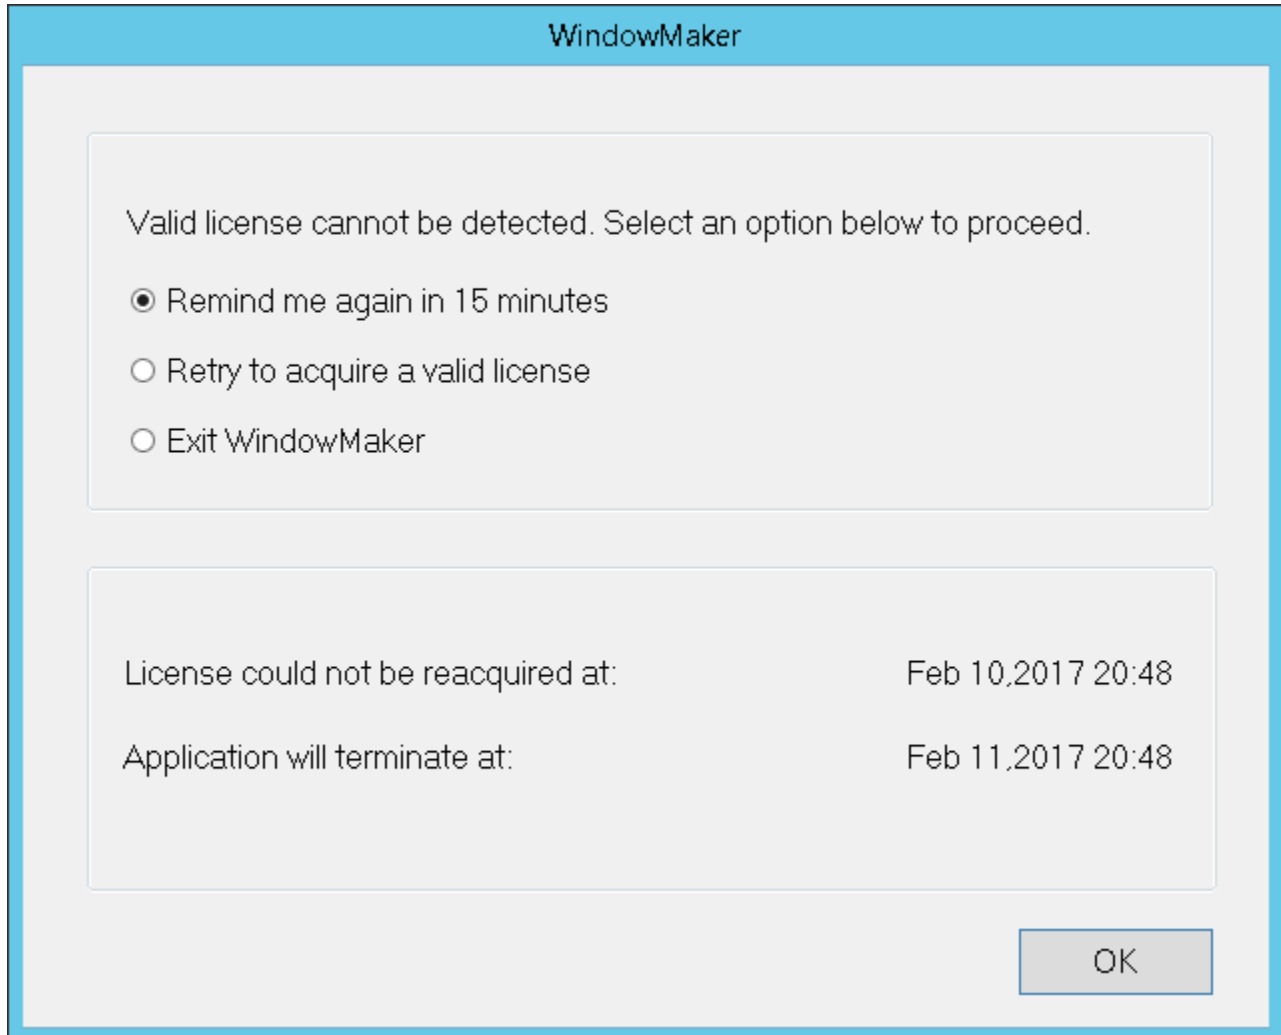 WindowMaker
Valid license cannot be detected. Select an option below to proceed.
Remind me again in 15 minutes
Retry to acquire a valid license
Exit WindowMaker
License could not be reacquired at: Feb 10,2017 20:48
Application will terminate at: Feb 11,2017 20:48
OK